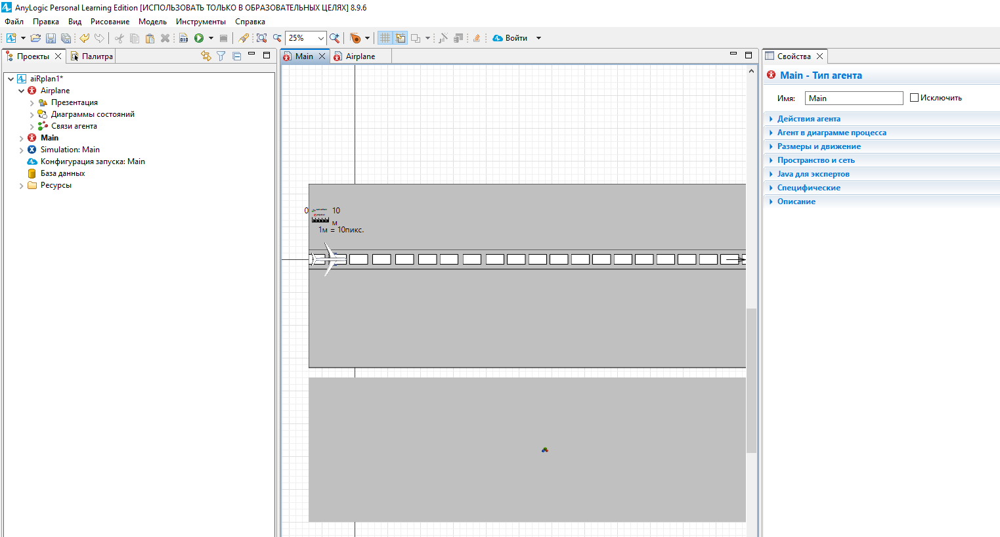 AnyLogic Personal Learning Edition [ИСПОЛЬЗОВАТЬ ТОЛЬКО В ОБРАЗОВАТЕЛЬНЫХ ЦЕЛЯХ] 8.9.6
Файл Правка Вид Рисование Модель Инструменты Справка
25% Войти
Проекты Палитра
aiRplan1*
Airplane
Презентация
Диаграммы состояний
Связи агента
Main
Simulation: Main
Конфигурация запуска: Main
База данных
Ресурсы
Main Airplane
0 10
м
1м = 10пикс.
Свойства
Main - Тип агента
Имя: Main Исключить
Действия агента
Агент в диаграмме процесса
Размеры и движение
Пространство и сеть
Java для экспертов
Специфические
Описание